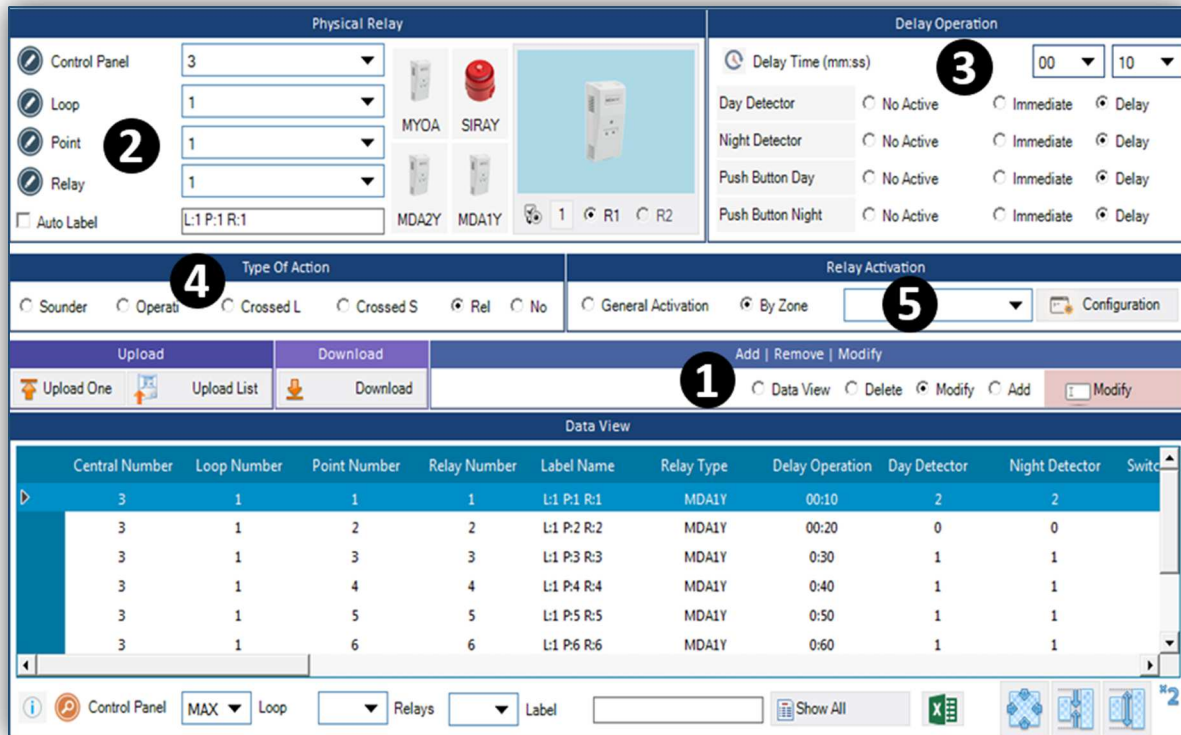 Physical Relay
Delay Operation
Control Panel 3
Loop 1
Point 1
Relay 1
Auto Label L:1 P:1 R:1
2
MYOA SIRAY
MDA2Y MDA1Y
1 R1 R2
Delay Time (mm:ss) 3 00 10
Day Detector No Active Immediate Delay
Night Detector No Active Immediate Delay
Push Button Day No Active Immediate Delay
Push Button Night No Active Immediate Delay
Type Of Action
4
Sounder Operati Crossed L Crossed S Rel No
Relay Activation
General Activation By Zone 5 Configuration
Upload
Upload One Upload List
Download
Download
Add | Remove | Modify
1 Data View Delete Modify Add Modify
Data View
Central Number Loop Number Point Number Relay Number Label Name Relay Type Delay Operation Day Detector Night Detector Switc
3 1 1 1 L:1 P:1 R:1 MDA1Y 00:10 2 2
3 1 2 2 L:1 P:2 R:2 MDA1Y 00:20 0 0
3 1 3 3 L:1 P:3 R:3 MDA1Y 0:30 1 1
3 1 4 4 L:1 P:4 R:4 MDA1Y 0:40 1 1
3 1 5 5 L:1 P:5 R:5 MDA1Y 0:50 1 1
3 1 6 6 L:1 P:6 R:6 MDA1Y 0:60 1 1
Control Panel MAX Loop Relays Label Show All x2